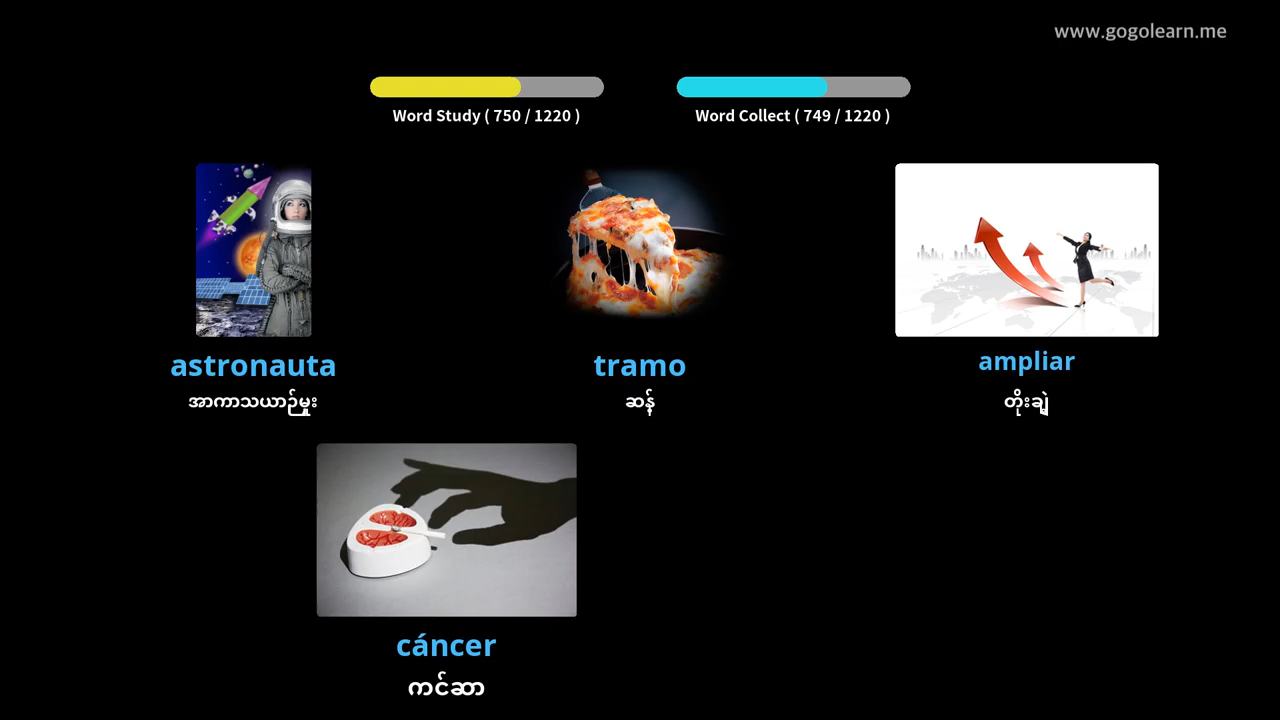 www.gogolearn.me
Word Study ( 750 / 1220 )
Word Collect ( 749 / 1220 )
astronauta
tramo
ampliar
အာကာသယာဉ်မှူး
ဆန့်
တိုးချဲ့
cáncer
ကင်ဆာ